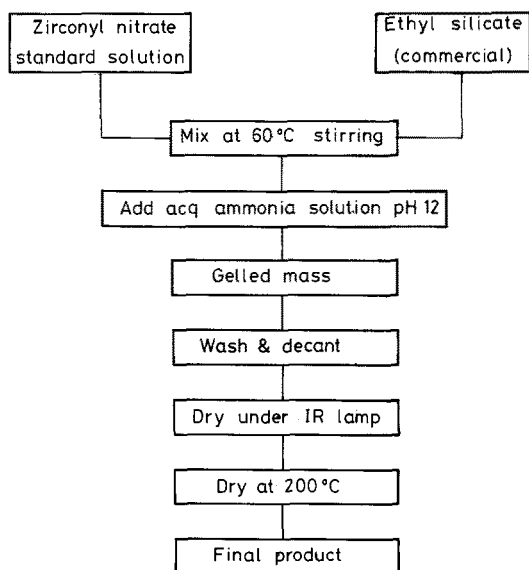 Zirconyl nitrate
standard solution
Ethyl silicate
(commercial)
Mix at 60°C stirring
Add acq ammonia solution pH 12
Gelled mass
Wash & decant
Dry under IR lamp
Dry at 200°C
Final product